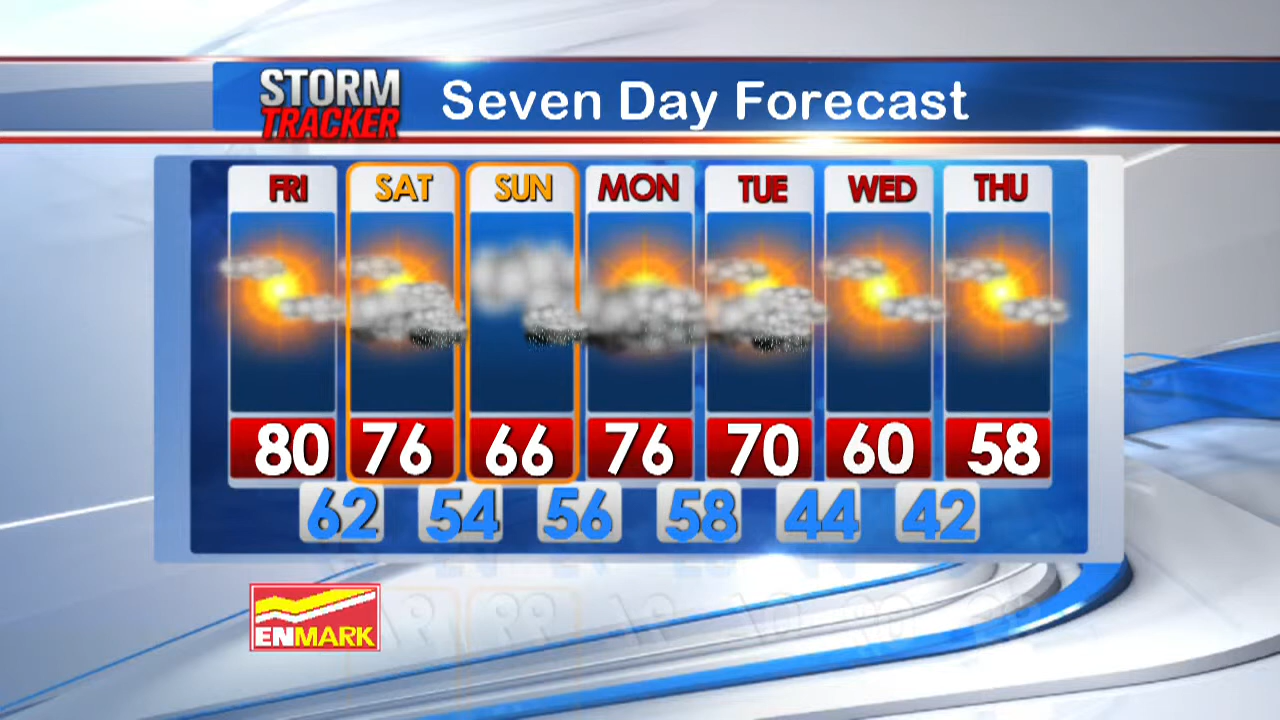 STORM
TRACKER
Seven Day Forecast
FRI SAT SUN MON TUE WED THU
80 76 66 76 70 60 58
62 54 56 58 44 42
ENMARK